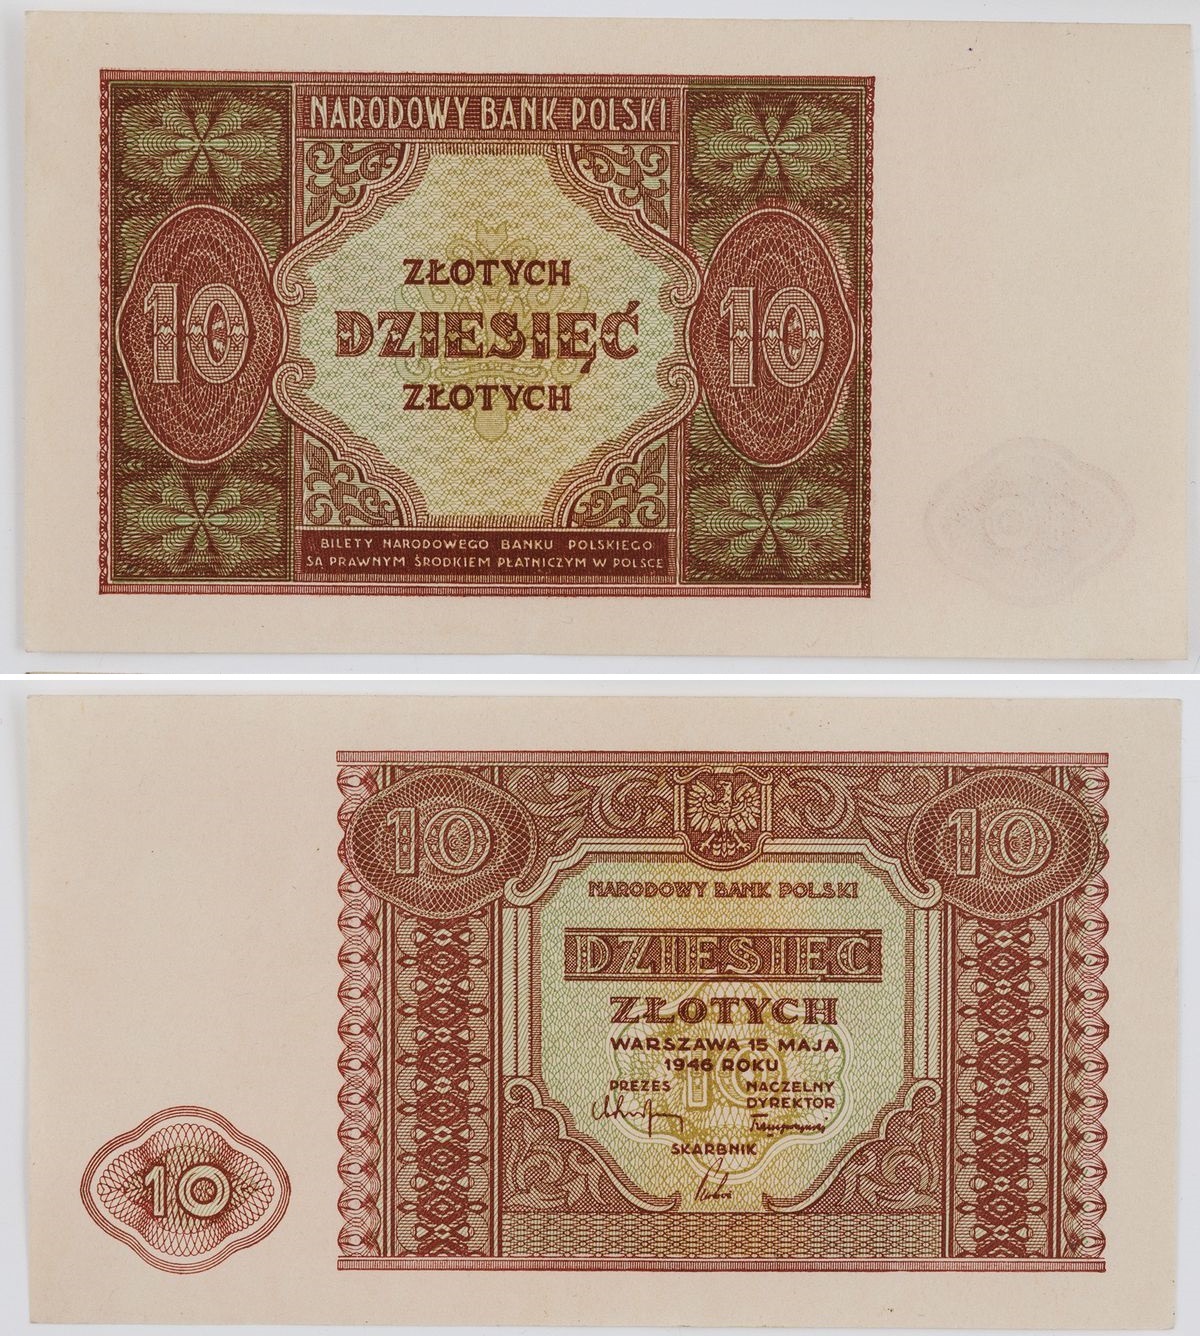 NARODOWY BANK POLSKI
ZŁOTYCH
10 DZIESIĘĆ 10
ZŁOTYCH
BILETY NARODOWEGO BANKU POLSKIEGO
SĄ PRAWNYM ŚRODKIEM PŁATNICZYM W POLSCE
10 10
NARODOWY BANK POLSKI
DZIESIĘĆ
ZŁOTYCH
WARSZAWA 15 MAJA
1946 ROKU
10
PREZES NACZELNY
DYREKTOR
SKARBNIK
10